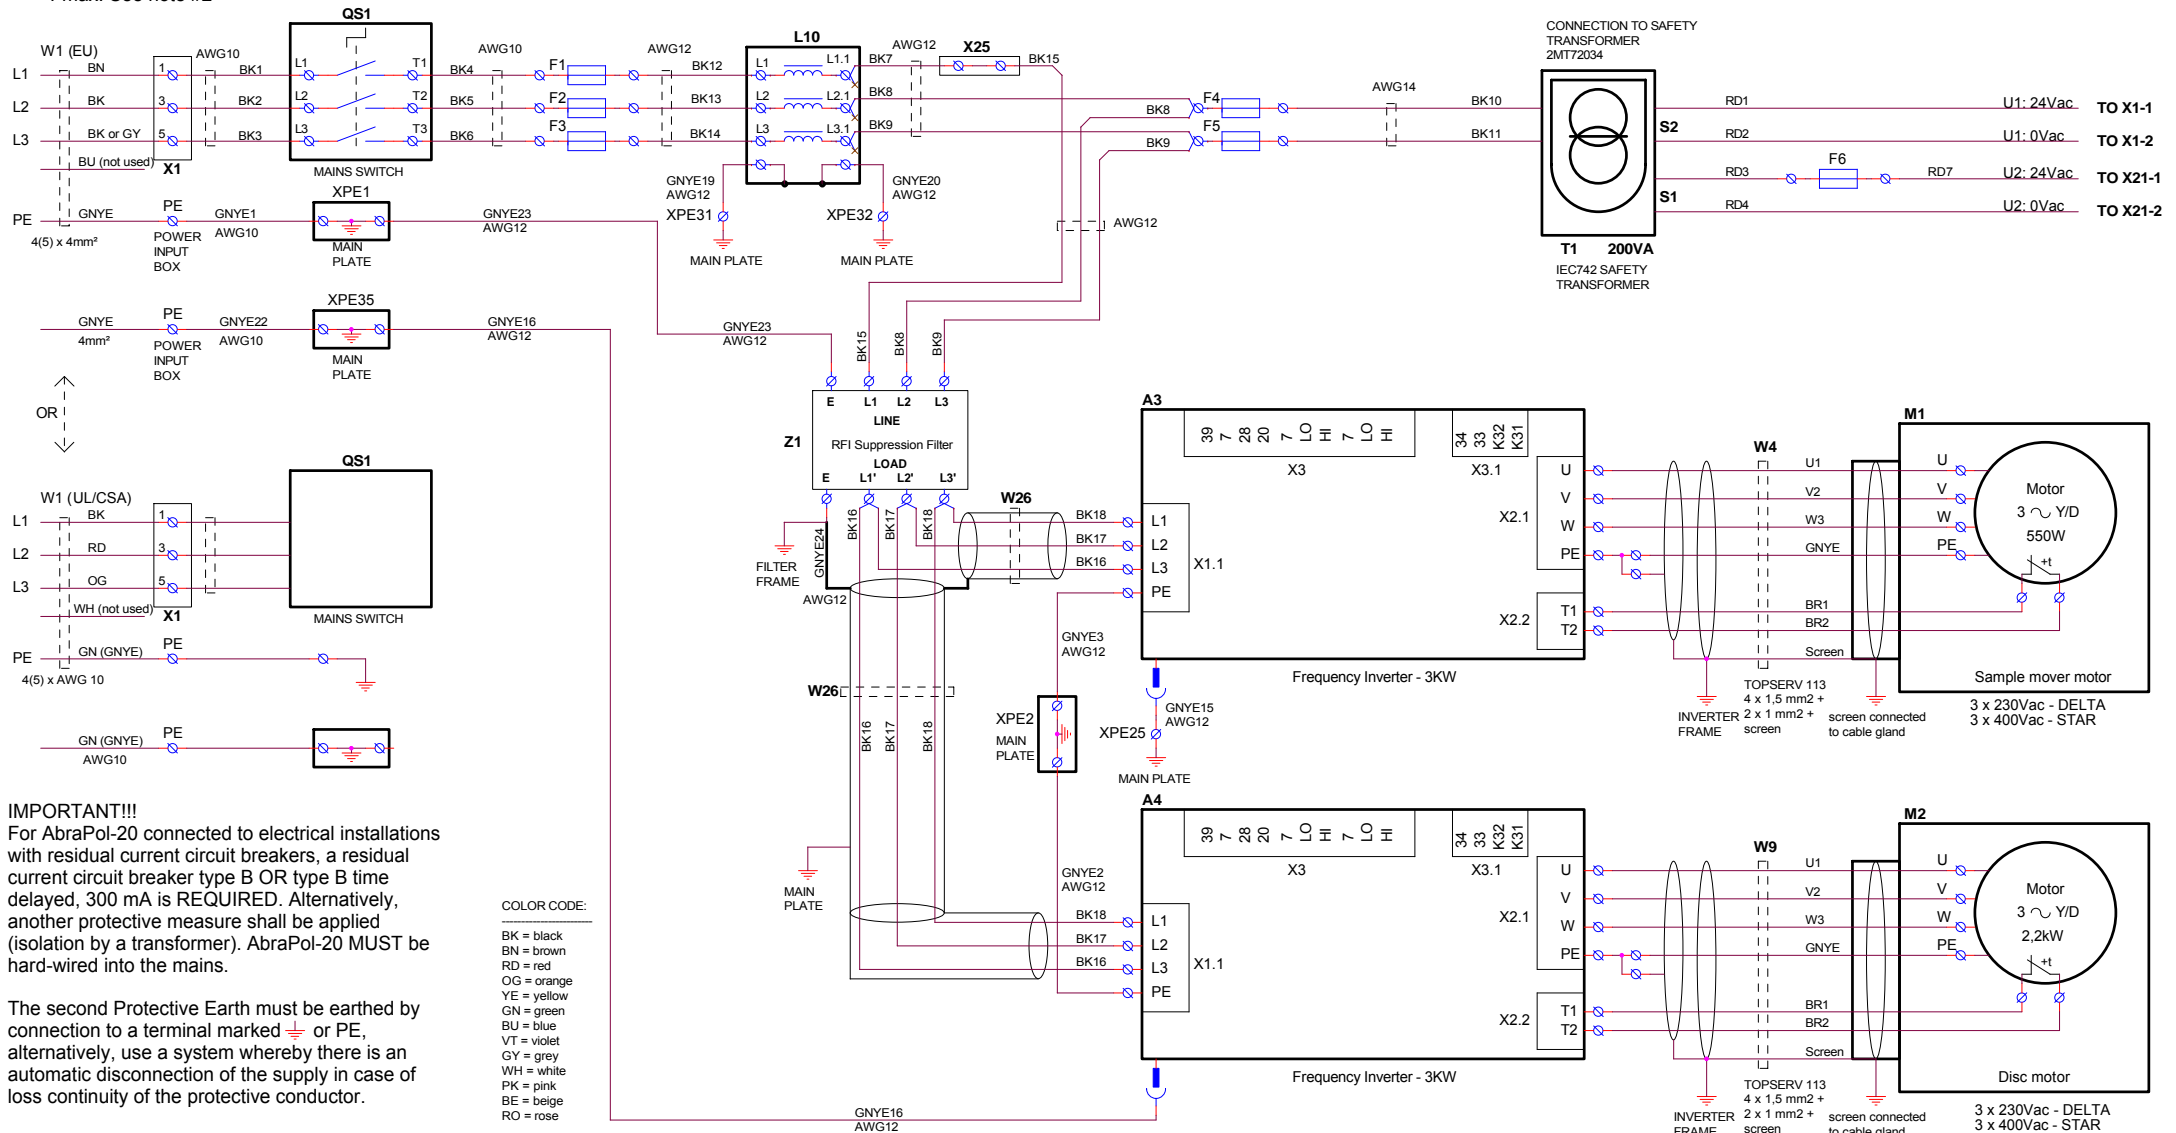 QS1
W1 (EU)
AWG10
L1 BN 1 BK1 L1 T1 BK4
L2 BK 3 BK2 L2 T2 BK5
L3 BK or GY 5 BK3 L3 T3 BK6
BU (not used)
X1
MAINS SWITCH
AWG10
F1
F2
F3
AWG12
BK12
BK13
BK14
L10
L1 L1.1
L2 L2.1
L3 L3.1
BK7
BK8
BK9
AWG12
X25
BK15
BK8
BK9
F4
F5
AWG14
BK10
BK11
CONNECTION TO SAFETY
TRANSFORMER
2MT72034
S2
S1
T1 200VA
IEC742 SAFETY
TRANSFORMER
RD1 U1: 24Vac TO X1-1
RD2 U1: 0Vac TO X1-2
RD3 F6 RD7 U2: 24Vac TO X21-1
RD4 U2: 0Vac TO X21-2
PE GNYE PE GNYE1
AWG10
4(5) x 4mm²
POWER
INPUT
BOX
XPE1
MAIN
PLATE
GNYE23
AWG12
GNYE19
AWG12
XPE31
MAIN PLATE
GNYE20
AWG12
XPE32
MAIN PLATE
AWG12
GNYE
4mm²
PE
POWER
INPUT
BOX
GNYE22
AWG10
XPE35
MAIN
PLATE
GNYE16
AWG12
GNYE23
AWG12
BK15
BK8
BK9
OR
Z1
E L1 L2 L3
LINE
RFI Suppression Filter
LOAD
E L1' L2' L3'
BK16
BK17
BK18
GNYE24
FILTER
FRAME
AWG12
W26
BK18
BK17
BK16
QS1
MAINS SWITCH
W1 (UL/CSA)
L1 BK 1
L2 RD 3
L3 OG 5
WH (not used)
X1
PE GN (GNYE) PE
4(5) x AWG 10
GN (GNYE) PE
AWG10
W26
BK16
BK17
BK18
MAIN
PLATE
GNYE3
AWG12
XPE2
MAIN
PLATE
GNYE2
AWG12
GNYE15
AWG12
XPE25
MAIN PLATE
A3
39 7 28 20 7 LO HI 7 LO HI
X3
34 33 K32 K31
X3.1
L1
L2
L3
PE
X1.1
U
V
W
PE
X2.1
T1
T2
X2.2
Frequency Inverter - 3KW
W4
U1
V2
W3
GNYE
BR1
BR2
Screen
INVERTER
FRAME
TOPSERV 113
4 x 1,5 mm2 +
2 x 1 mm2 +
screen
screen connected
to cable gland
M1
U
V
W
PE
Motor
3 Y/D
550W
+t
Sample mover motor
3 x 230Vac - DELTA
3 x 400Vac - STAR
A4
39 7 28 20 7 LO HI 7 LO HI
X3
34 33 K32 K31
X3.1
BK18 L1
BK17 L2
BK16 L3
PE
X1.1
U
V
W
PE
X2.1
T1
T2
X2.2
Frequency Inverter - 3KW
W9
U1
V2
W3
GNYE
BR1
BR2
Screen
INVERTER
FRAME
TOPSERV 113
4 x 1,5 mm2 +
2 x 1 mm2 +
screen
screen connected
to cable gland
M2
U
V
W
PE
Motor
3 Y/D
2,2kW
+t
Disc motor
3 x 230Vac - DELTA
3 x 400Vac - STAR
IMPORTANT!!!
For AbraPol-20 connected to electrical installations
with residual current circuit breakers, a residual
current circuit breaker type B OR type B time
delayed, 300 mA is REQUIRED. Alternatively,
another protective measure shall be applied
(isolation by a transformer). AbraPol-20 MUST be
hard-wired into the mains.
The second Protective Earth must be earthed by
connection to a terminal marked or PE,
alternatively, use a system whereby there is an
automatic disconnection of the supply in case of
loss continuity of the protective conductor.
COLOR CODE:
BK = black
BN = brown
RD = red
OG = orange
YE = yellow
GN = green
BU = blue
VT = violet
GY = grey
WH = white
PK = pink
BE = beige
RO = rose
GNYE16
AWG12